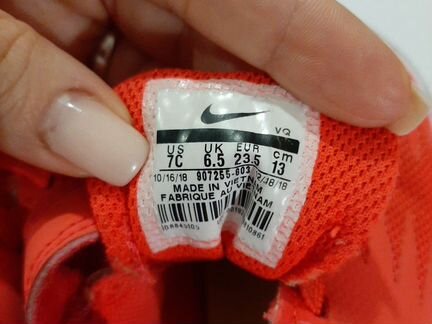 VQ
US UK EUR cm
7C 6.5 23.5 13
10/16/18 907255-603
MADE IN VIETNAM
FABRIQUE AU VIETNAM